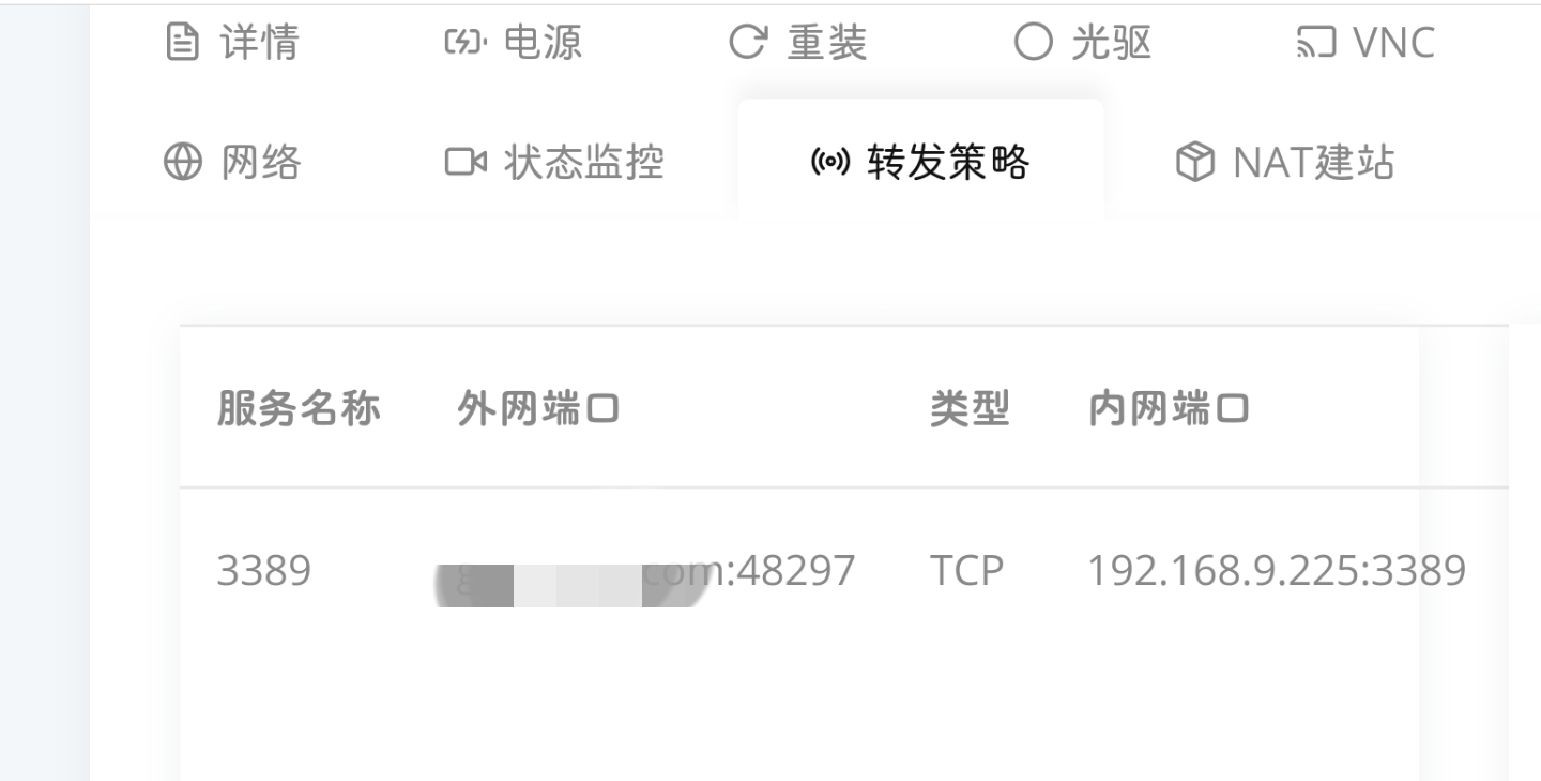 详情 电源 重装 光驱 VNC
网络 状态监控 转发策略 NAT建站
服务名称 外网端口 类型 内网端口
3389 com:48297 TCP 192.168.9.225:3389